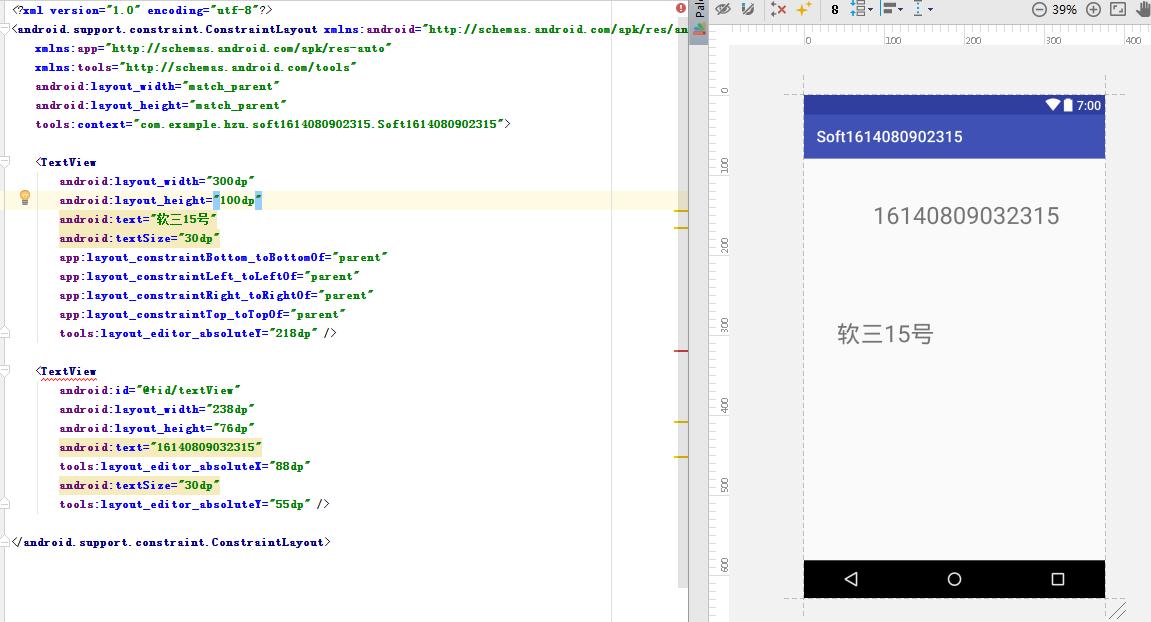 <?xml version="1.0" encoding="utf-8"?>
<android.support.constraint.ConstraintLayout xmlns:android="http://schemas.android.com/apk/res/an
xmlns:app="http://schemas.android.com/apk/res-auto"
xmlns:tools="http://schemas.android.com/tools"
android:layout_width="match_parent"
android:layout_height="match_parent"
tools:context="com.example.hzu.soft1614080902315.Soft1614080902315">
<TextView
android:layout_width="300dp"
android:layout_height="100dp"
android:text="软三15号"
android:textSize="30dp"
app:layout_constraintBottom_toBottomOf="parent"
app:layout_constraintLeft_toLeftOf="parent"
app:layout_constraintRight_toRightOf="parent"
app:layout_constraintTop_toTopOf="parent"
tools:layout_editor_absoluteY="218dp" />
<TextView
android:id="@+id/textView"
android:layout_width="238dp"
android:layout_height="76dp"
android:text="16140809032315"
tools:layout_editor_absoluteX="88dp"
android:textSize="30dp"
tools:layout_editor_absoluteY="55dp" />
</android.support.constraint.ConstraintLayout>
Pal
8
39%
0 100 200 300 400
0
100
200
300
400
500
600
7:00
Soft1614080902315
16140809032315
软三15号